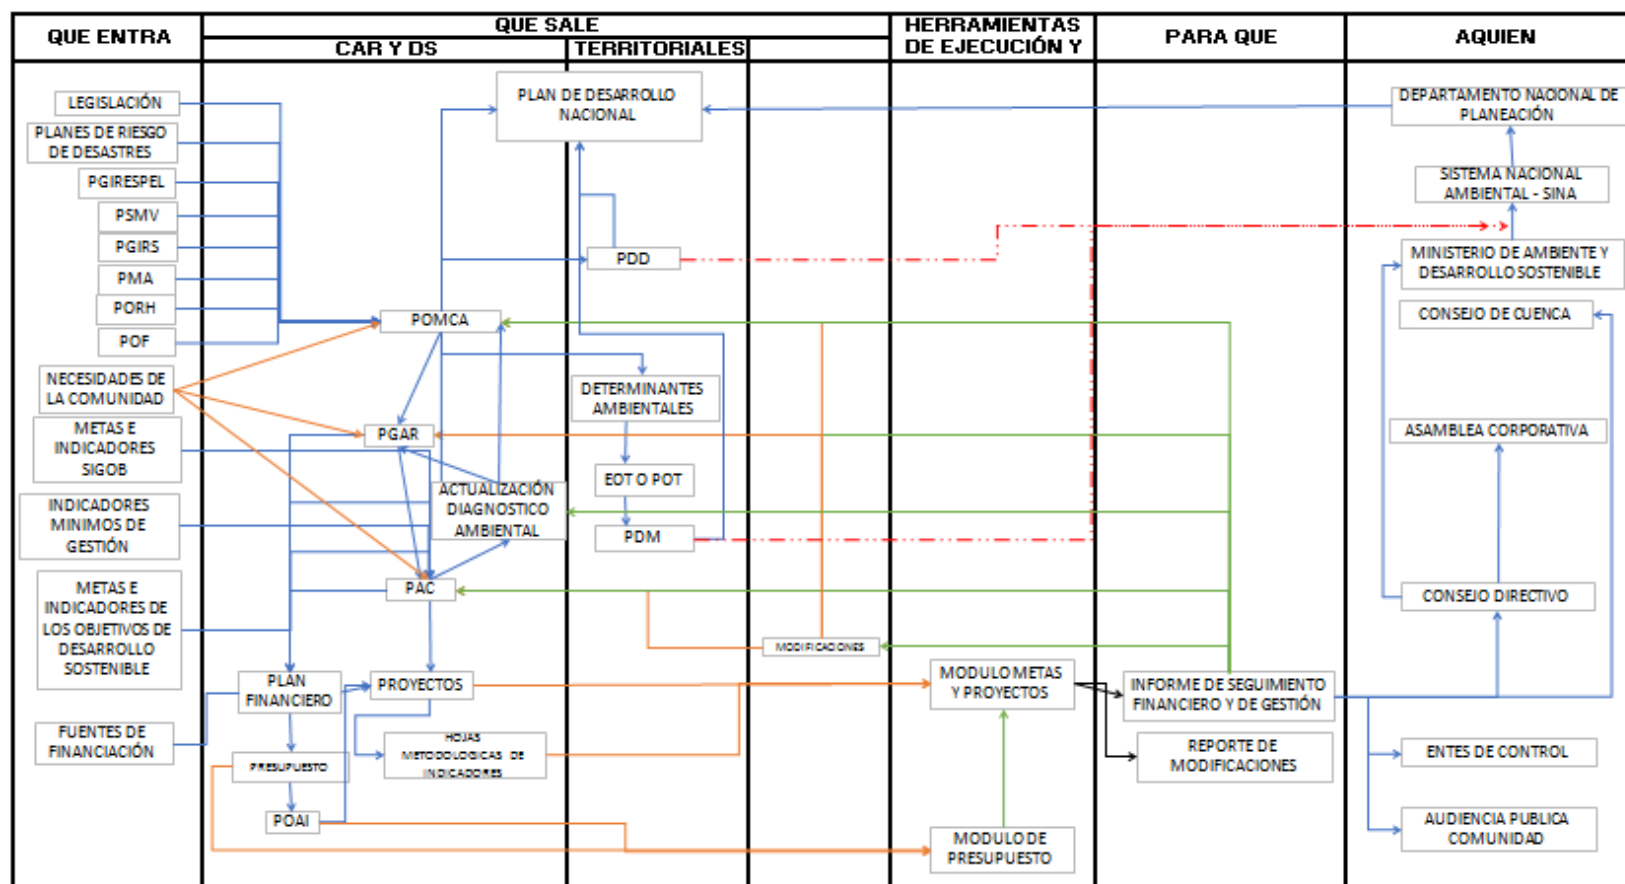 QUE ENTRA
QUE SALE
CAR Y DS
TERRITORIALES
HERRAMIENTAS
DE EJECUCIÓN Y
PARA QUE
AQUIEN
LEGISLACIÓN
PLANES DE RIESGO
DE DESASTRES
PGIRESPEL
PSMV
PGIRS
PMA
PORH
POF
NECESIDADES DE
LA COMUNIDAD
METAS E
INDICADORES
SIGOB
INDICADORES
MINIMOS DE
GESTIÓN
METAS E
INDICADORES DE
LOS OBJETIVOS DE
DESARROLLO
SOSTENIBLE
FUENTES DE
FINANCIACIÓN
POMCA
PGAR
ACTUALIZACIÓN
DIAGNOSTICO
AMBIENTAL
PAC
PLAN
FINANCIERO
PROYECTOS
HOJAS
METODOLOGICAS DE
INDICADORES
PRESUPUESTO
POAI
PLAN DE DESARROLLO
NACIONAL
PDD
DETERMINANTES
AMBIENTALES
EOT O POT
PDM
MODIFICACIONES
MODULO METAS
Y PROYECTOS
MODULO DE
PRESUPUESTO
INFORME DE SEGUIMIENTO
FINANCIERO Y DE GESTIÓN
REPORTE DE
MODIFICACIONES
DEPARTAMENTO NACIONAL DE
PLANEACIÓN
SISTEMA NACIONAL
AMBIENTAL - SINA
MINISTERIO DE AMBIENTE Y
DESARROLLO SOSTENIBLE
CONSEJO DE CUENCA
ASAMBLEA CORPORATIVA
CONSEJO DIRECTIVO
ENTES DE CONTROL
AUDIENCIA PUBLICA
COMUNIDAD